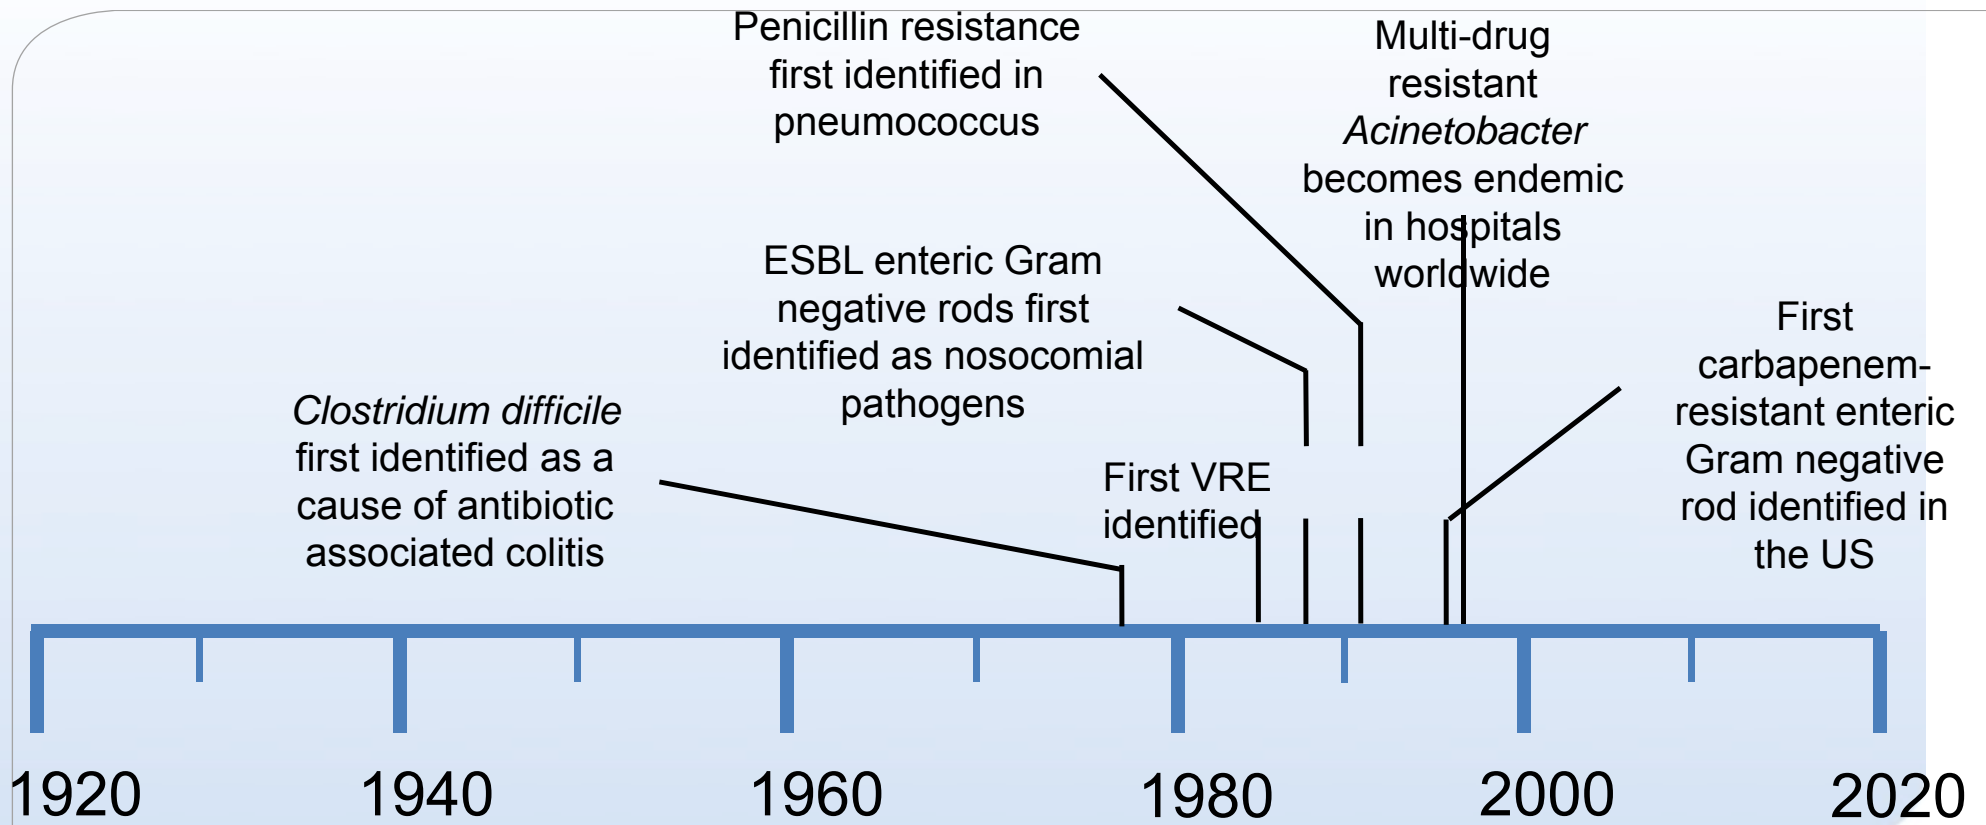 Penicillin resistance
first identified in
pneumococcus
Multi-drug
resistant
Acinetobacter
becomes endemic
in hospitals
worldwide
ESBL enteric Gram
negative rods first
identified as nosocomial
pathogens
First
carbapenem-
resistant enteric
Gram negative
rod identified in
the US
Clostridium difficile
first identified as a
cause of antibiotic
associated colitis
First VRE
identified
1920 1940 1960 1980 2000 2020